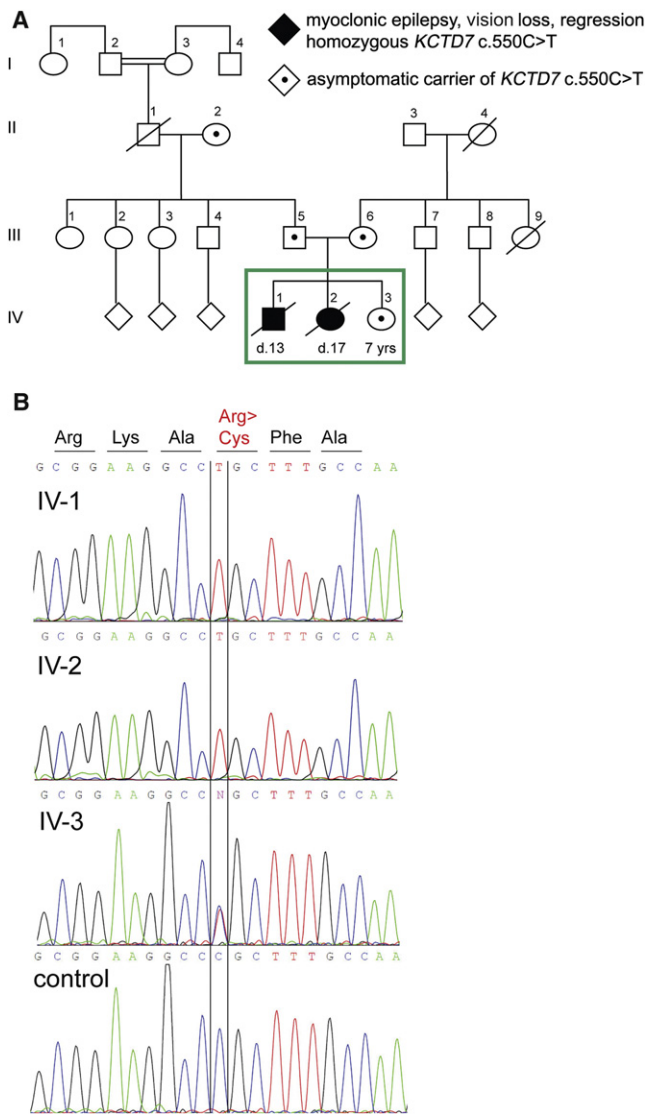 A
myoclonic epilepsy, vision loss, regression
homozygous KCTD7 c.550C>T
asymptomatic carrier of KCTD7 c.550C>T
I
1 2 3 4
II
1 2 3 4
III
1 2 3 4 5 6 7 8 9
IV
1 2 3
d.13 d.17 7 yrs
B
Arg Lys Ala Arg> Cys Phe Ala
G C G G A A G G C C T G C T T T G C C A A
IV-1
G C G G A A G G C C T G C T T T G C C A A
IV-2
G C G G A A G G C C N G C T T T G C C A A
IV-3
G C G G A A G G C C C G C T T T G C C A A
control